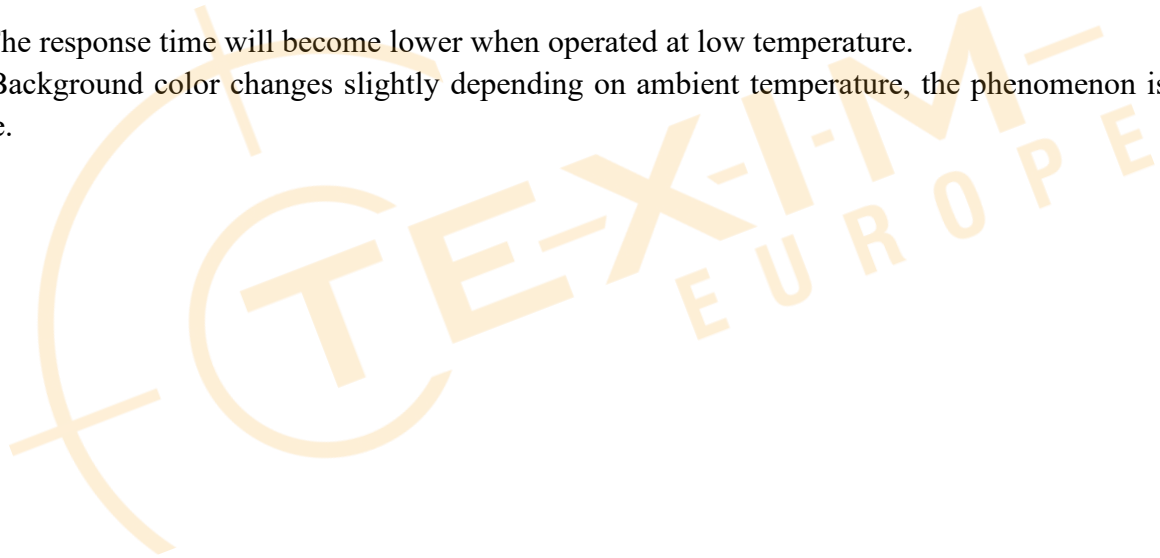 he response time will become lower when operated at low temperature.
Background color changes slightly depending on ambient temperature, the phenomenon is
e.
TEXIM
EUROPE